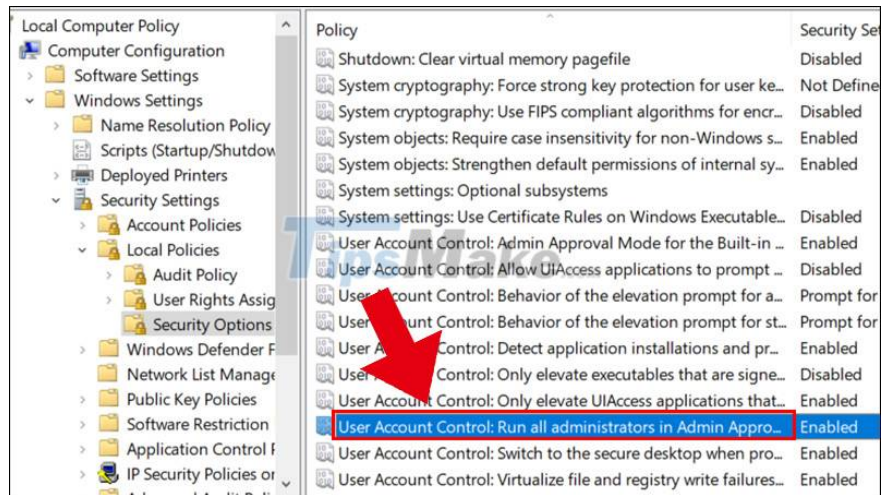 Local Computer Policy
Computer Configuration
Software Settings
Windows Settings
Name Resolution Policy
Scripts (Startup/Shutdow
Deployed Printers
Security Settings
Account Policies
Local Policies
Audit Policy
User Rights Assig
Security Options
Windows Defender F
Network List Manage
Public Key Policies
Software Restriction
Application Control P
IP Security Policies or
Policy Security Set
Shutdown: Clear virtual memory pagefile Disabled
System cryptography: Force strong key protection for user ke... Not Define
System cryptography: Use FIPS compliant algorithms for encr... Disabled
System objects: Require case insensitivity for non-Windows s... Enabled
System objects: Strengthen default permissions of internal sy... Enabled
System settings: Optional subsystems
System settings: Use Certificate Rules on Windows Executable... Disabled
User Account Control: Admin Approval Mode for the Built-in ... Enabled
User Account Control: Allow UIAccess applications to prompt ... Disabled
User Account Control: Behavior of the elevation prompt for a... Prompt for
User Account Control: Behavior of the elevation prompt for st... Prompt for
User Control: Detect application installations and pr... Enabled
User Control: Only elevate executables that are signe... Disabled
User Account Control: Only elevate UIAccess applications that... Enabled
User Account Control: Run all administrators in Admin Appro... Enabled
User Account Control: Switch to the secure desktop when pro... Enabled
User Account Control: Virtualize file and registry write failures... Enabled
TipsMake